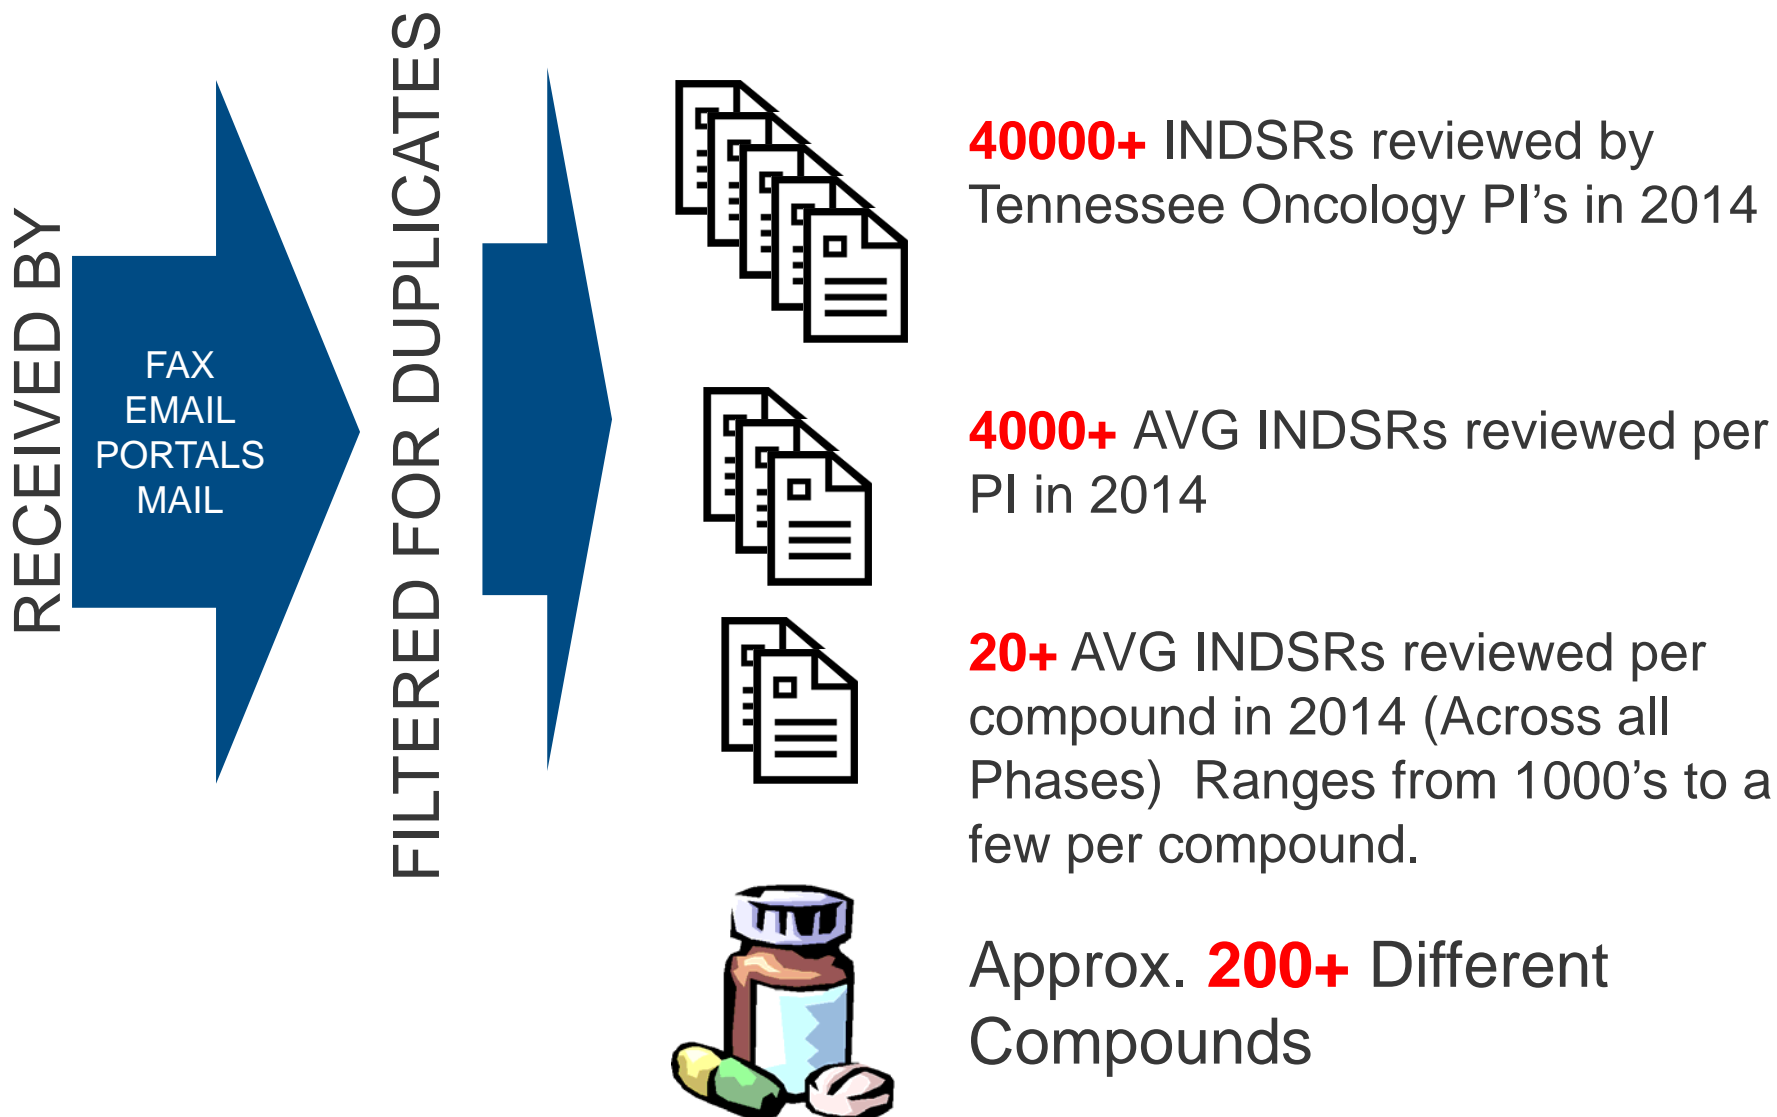 RECEIVED BY
FAX
EMAIL
PORTALS
MAIL
FILTERED FOR DUPLICATES
40000+ INDSRs reviewed by
Tennessee Oncology PI's in 2014
4000+ AVG INDSRs reviewed per
PI in 2014
20+ AVG INDSRs reviewed per
compound in 2014 (Across all
Phases)  Ranges from 1000’s to a
few per compound.
Approx. 200+ Different
Compounds